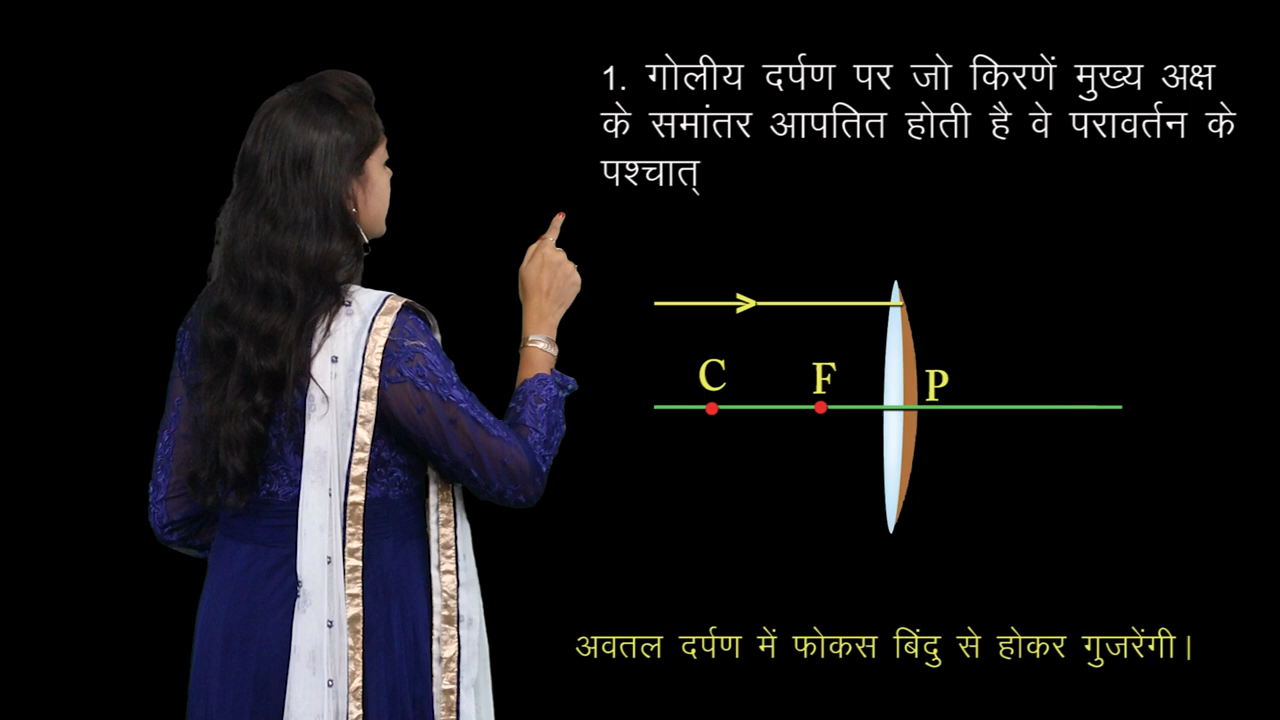 1. गोलीय दर्पण पर जो किरणें मुख्य अक्ष
के समांतर आपतित होती है वे परावर्तन के
पश्चात्
C
F
P
अवतल दर्पण में फोकस बिंदु से होकर गुजरेंगी।